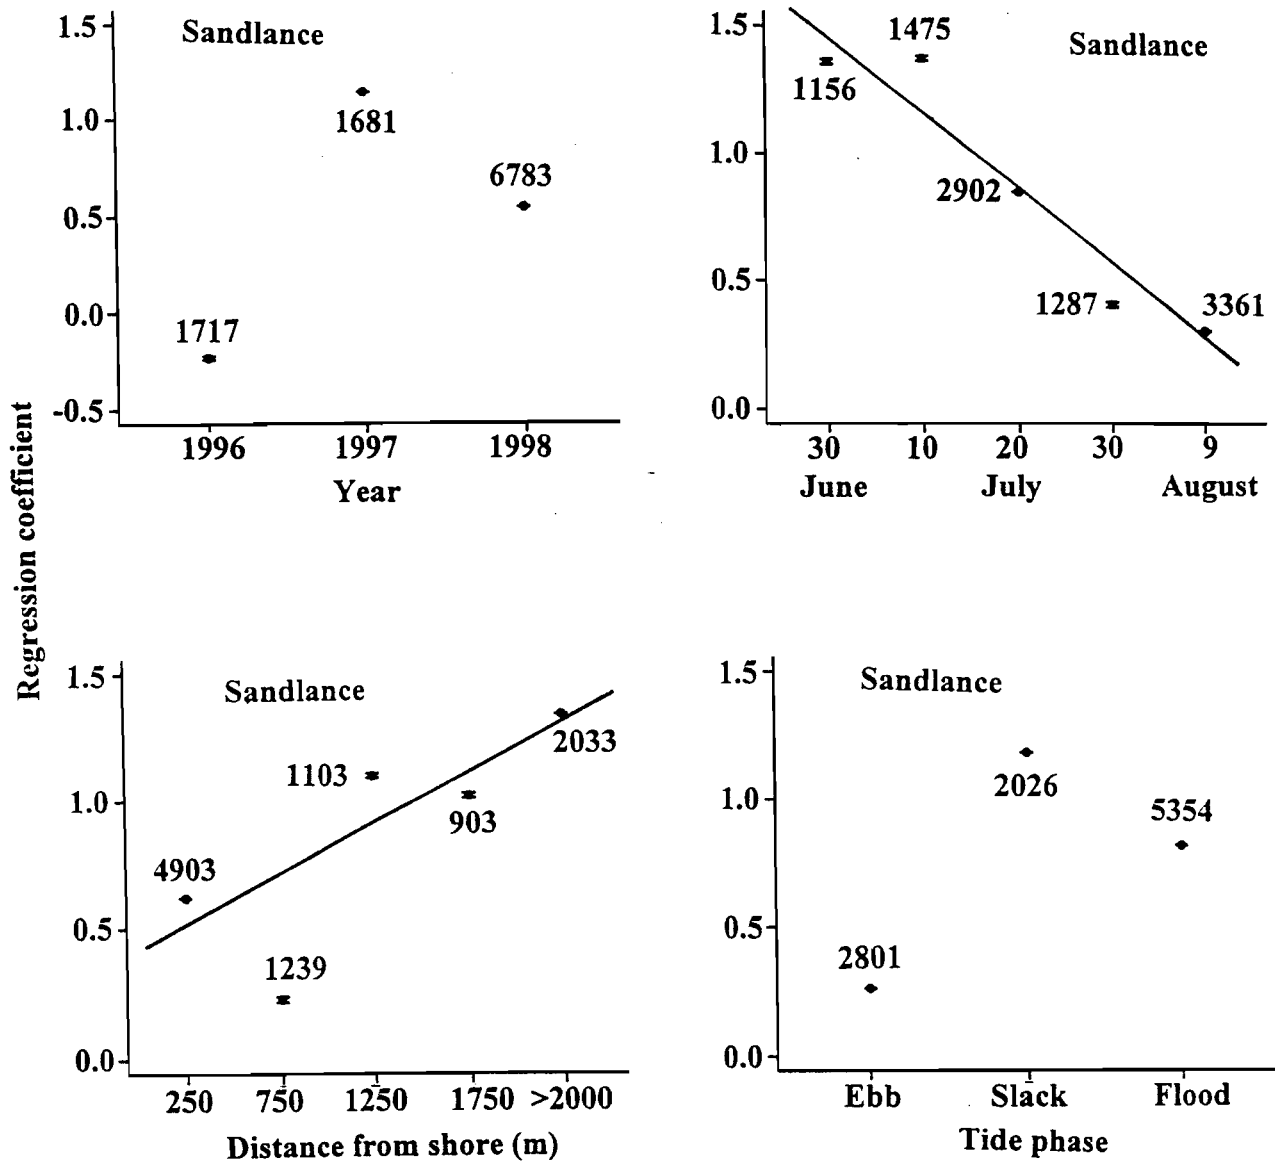 Regression coefficient
Sandlance
1.5
1.0
0.5
0.0
-0.5
1717
1681
6783
1996 1997 1998
Year
Sandlance
1.5
1.0
0.5
0.0
1475
1156
2902
1287
3361
30 10 20 30 9
June July August
Sandlance
1.5
1.0
0.5
0.0
4903
1239
1103
903
2033
250 750 1250 1750 >2000
Distance from shore (m)
Sandlance
1.5
1.0
0.5
0.0
2801
2026
5354
Ebb Slack Flood
Tide phase